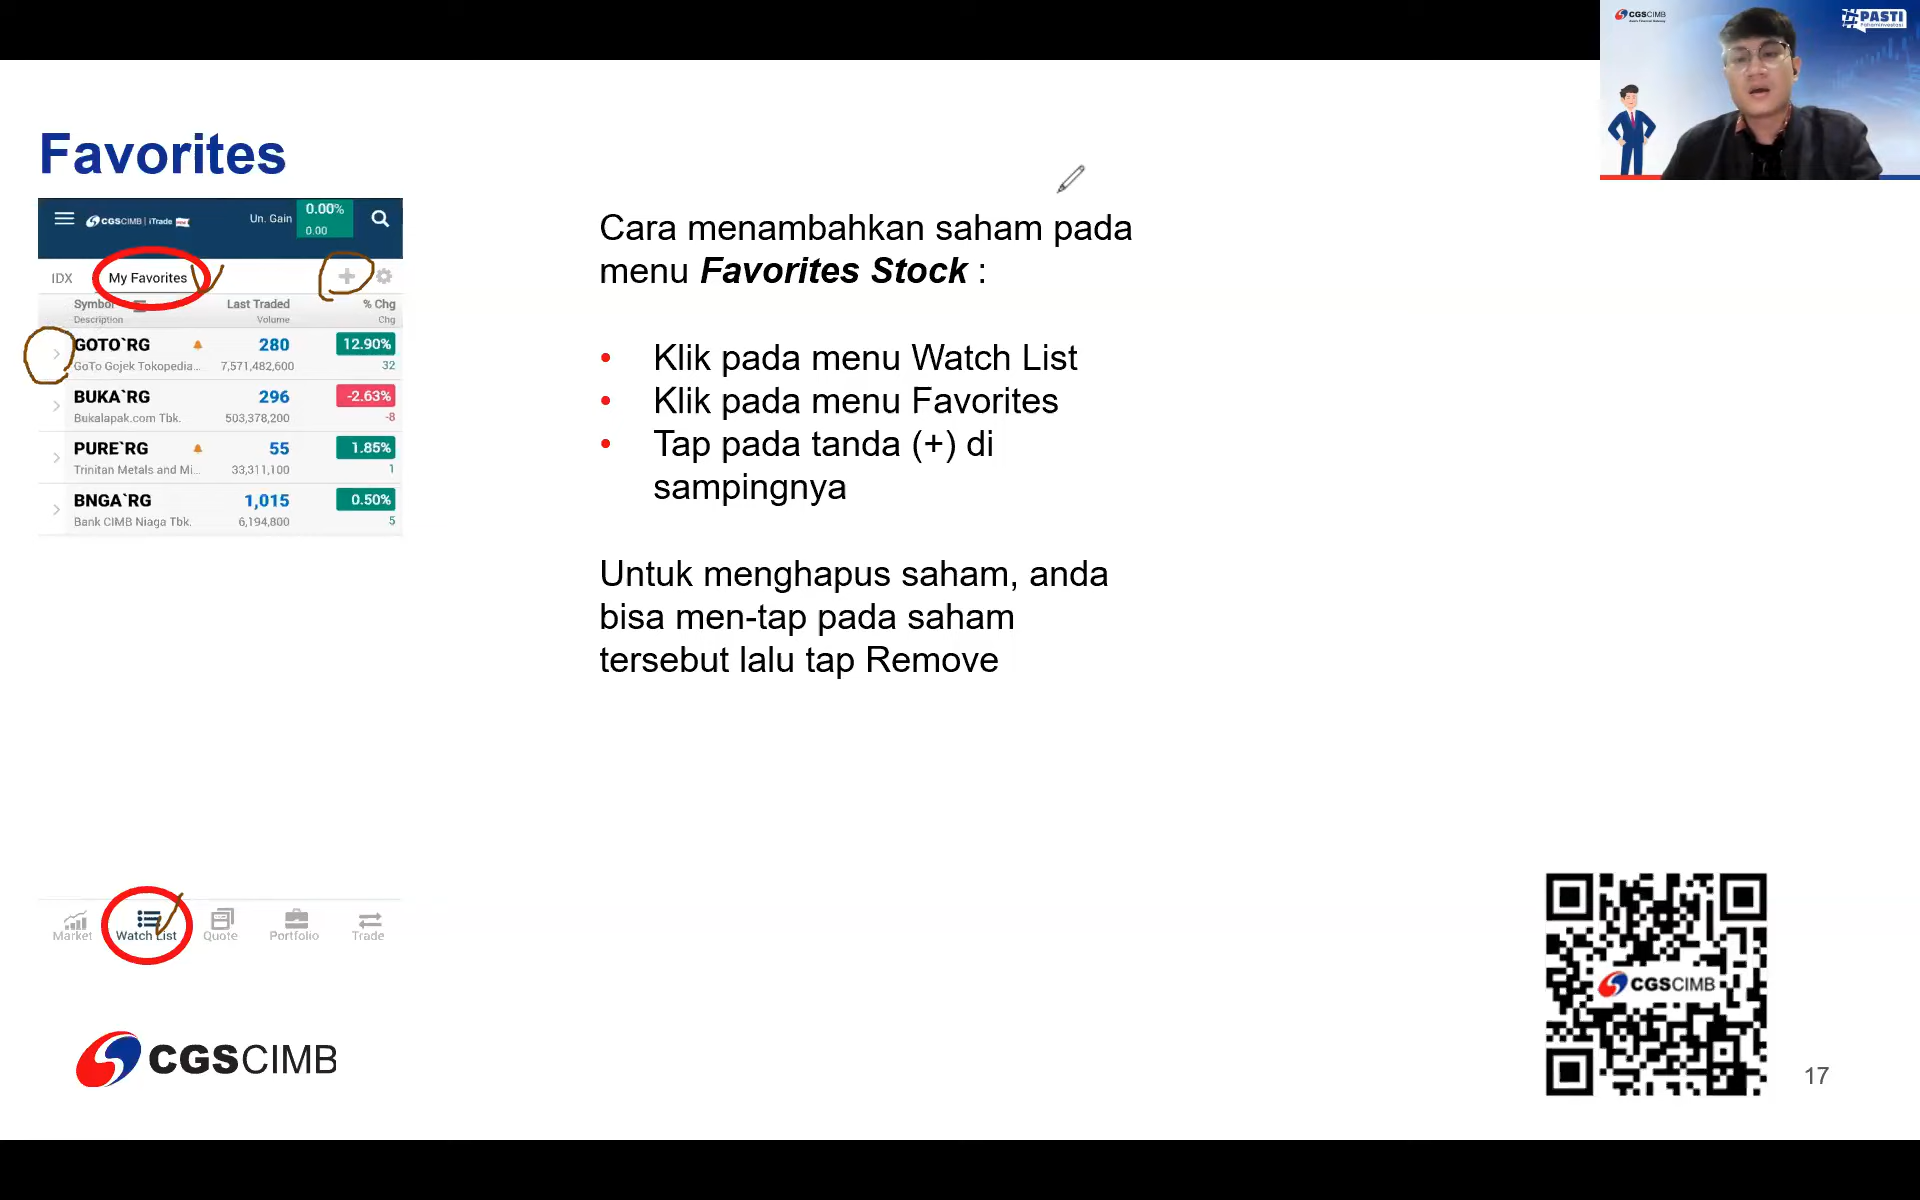 CGSCIMB
#PASTI
Favorites
CGSCIMB | iTrade
Un. Gain
0.00%
0.00
IDX
My Favorites
Symbol
Last Traded
% Chg
Description
Volume
Chg
GOTO`RG
280
12.90%
GoTo Gojek Tokopedia...
7,571,482,600
32
BUKA`RG
296
-2.63%
Bukalapak.com Tbk.
503,378,200
-8
PURE`RG
55
1.85%
Trinitan Metals and Mi...
33,311,100
1
BNGA`RG
1,015
0.50%
Bank CIMB Niaga Tbk.
6,194,800
5
Market
Watch List
Quote
Portfolio
Trade
Cara menambahkan saham pada
menu Favorites Stock :
• Klik pada menu Watch List
• Klik pada menu Favorites
• Tap pada tanda (+) di
sampingnya
Untuk menghapus saham, anda
bisa men-tap pada saham
tersebut lalu tap Remove
CGSCIMB
CGSCIMB
17